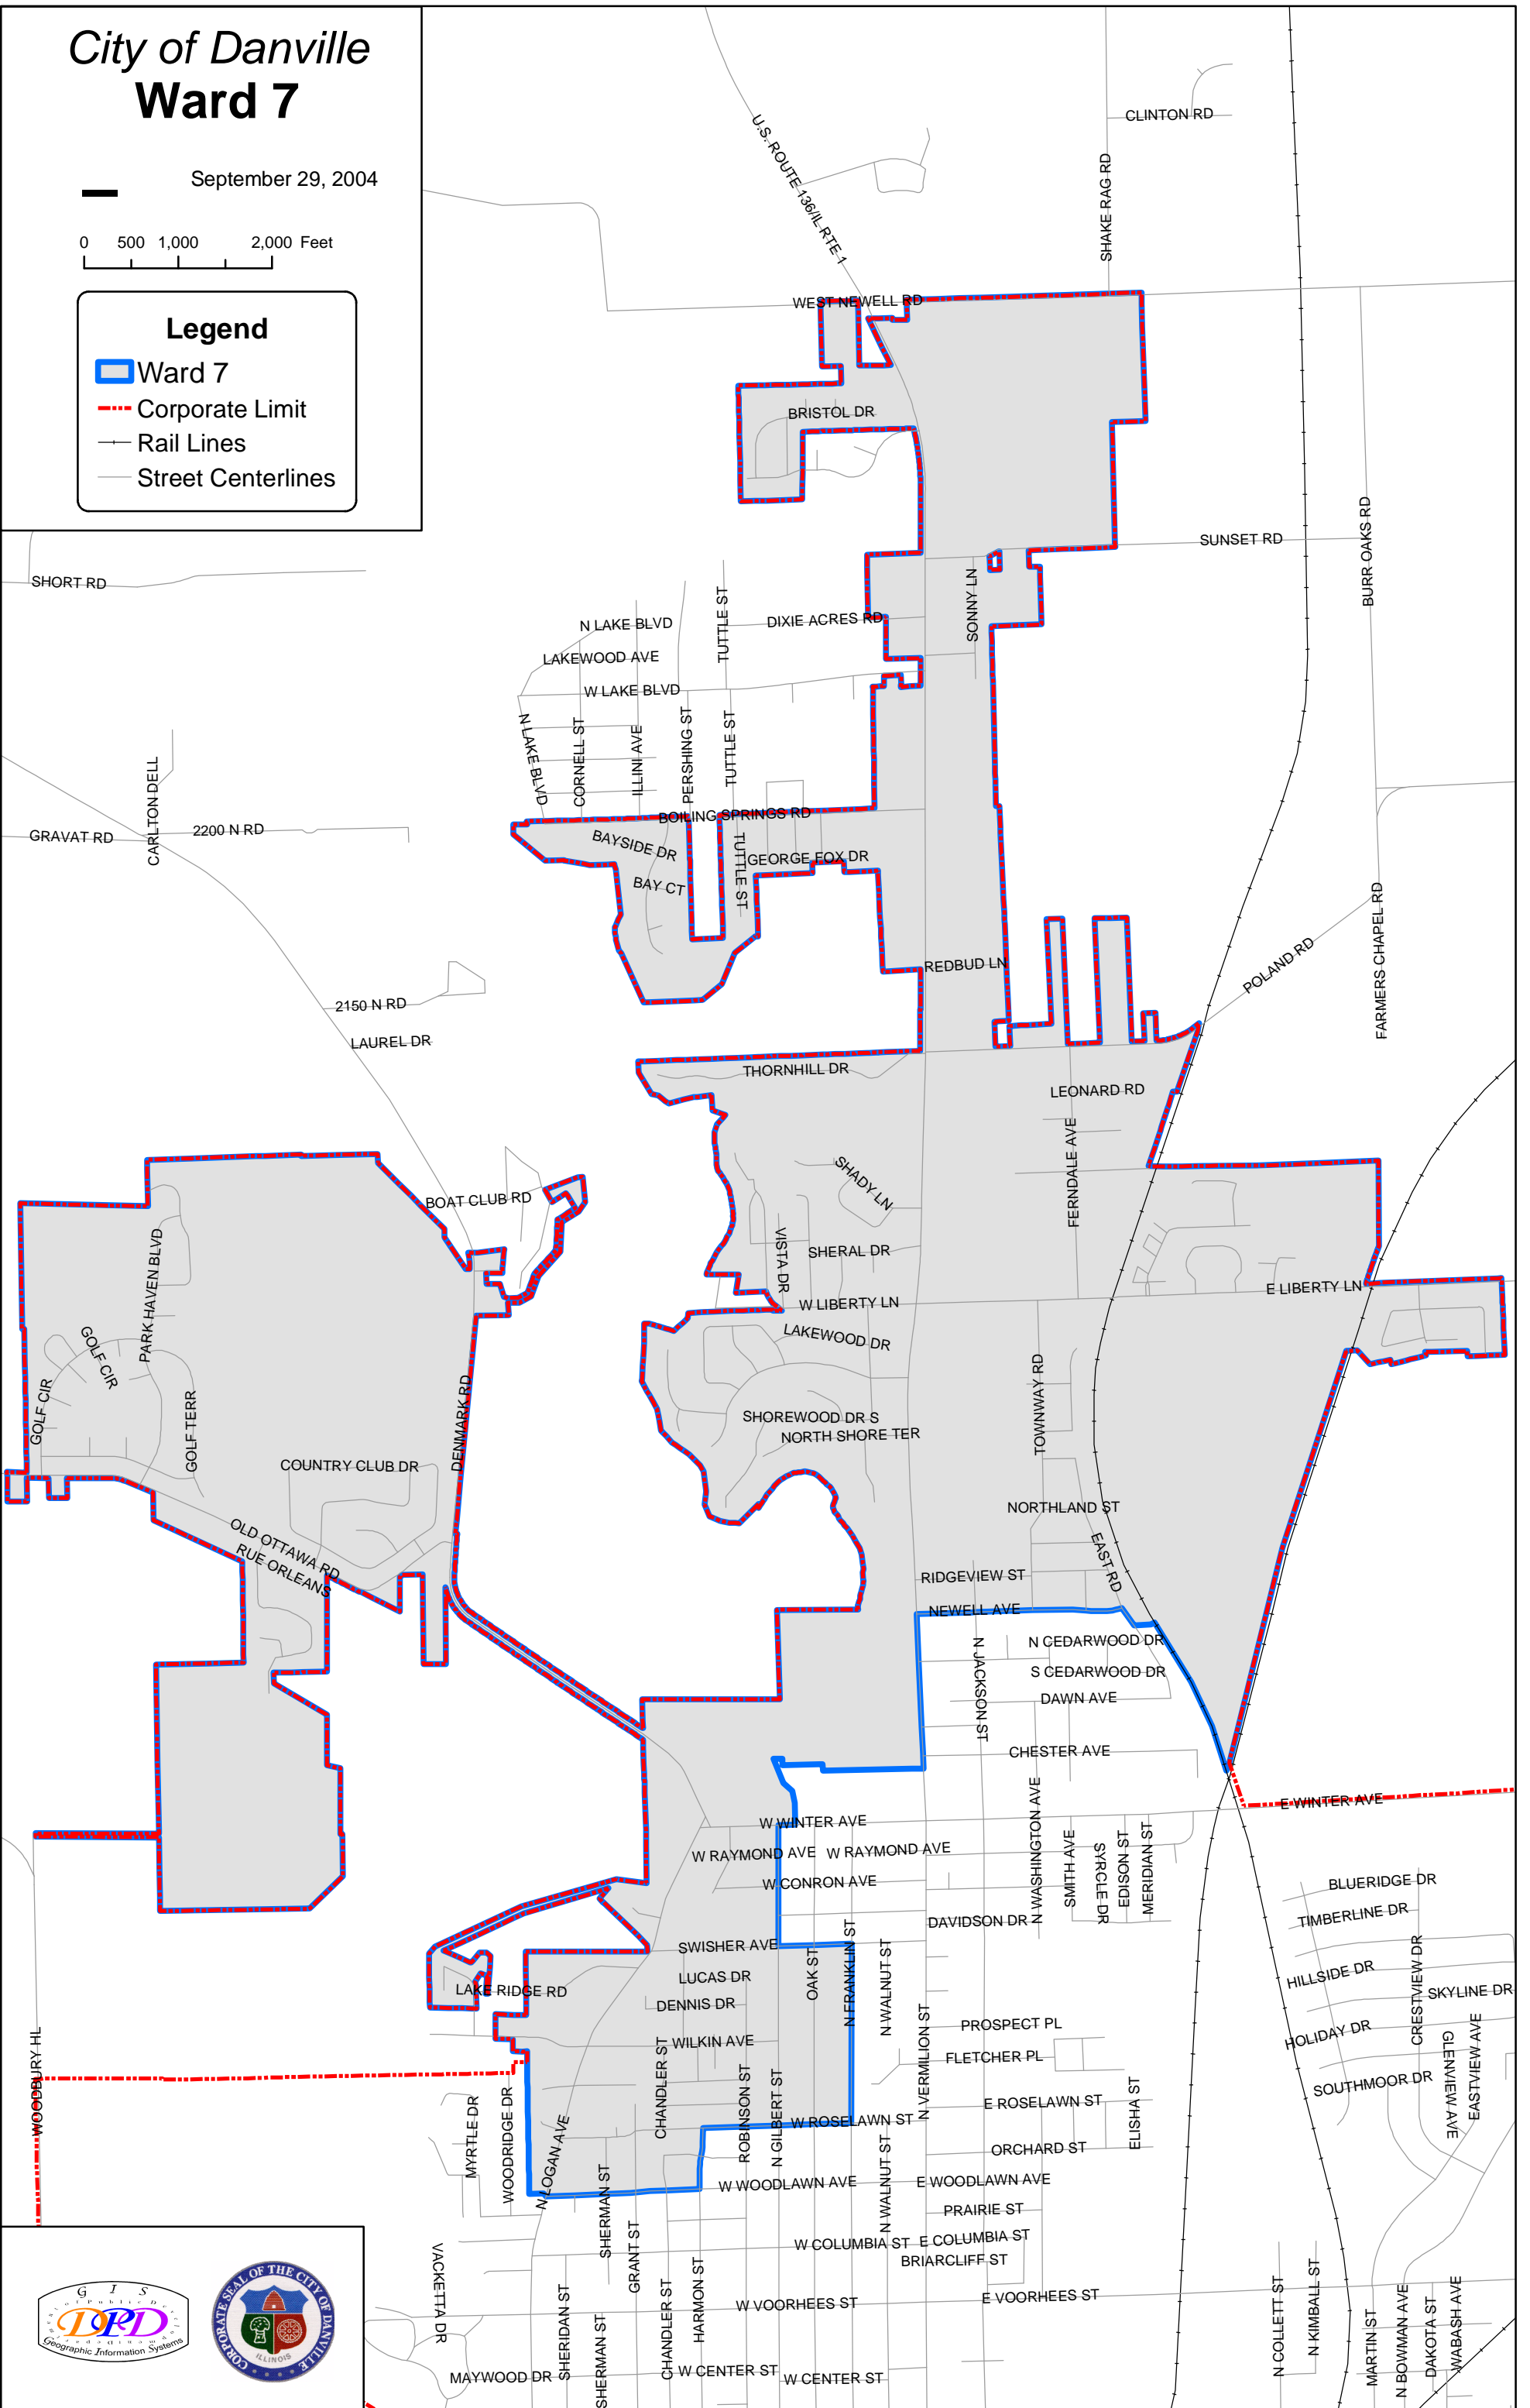 City of Danville
Ward 7
September 29, 2004
0 500 1,000 2,000 Feet
Legend
Ward 7
Corporate Limit
Rail Lines
Street Centerlines
CLINTON RD
U.S. ROUTE 136/IL RTE 1
SHAKE RAG RD
WEST NEWELL RD
BRISTOL DR
SUNSET RD
BURR OAKS RD
SHORT RD
SONNY LN
TUTTLE ST
N LAKE BLVD
DIXIE ACRES RD
LAKEWOOD AVE
W LAKE BLVD
N LAKE BLVD
CORNELL ST
ILLINI AVE
PERSHING ST
TUTTLE ST
CARLTON DELL
GRAVAT RD
2200 N RD
BOILING SPRINGS RD
BAYSIDE DR
TUTTLE ST
GEORGE FOX DR
BAY CT
REDBUD LN
POLAND RD
FARMERS CHAPEL RD
2150 N RD
LAUREL DR
THORNHILL DR
LEONARD RD
FERNDALE AVE
SHADY LN
BOAT CLUB RD
PARK HAVEN BLVD
VISTA DR
SHERAL DR
E LIBERTY LN
W LIBERTY LN
LAKEWOOD DR
GOLF CIR
GOLF CIR
GOLF TERR
DENMARK RD
TOWNWAY RD
SHOREWOOD DR S
NORTH SHORE TER
COUNTRY CLUB DR
NORTHLAND ST
OLD OTTAWA RD
RUE ORLEANS
EAST RD
RIDGEVIEW ST
NEWELL AVE
N JACKSON ST
N CEDARWOOD DR
S CEDARWOOD DR
DAWN AVE
CHESTER AVE
E WINTER AVE
W WINTER AVE
N WASHINGTON AVE
SMITH AVE
SYRCLE DR
EDISON ST
MERIDIAN ST
W RAYMOND AVE
W RAYMOND AVE
W CONRON AVE
BLUERIDGE DR
TIMBERLINE DR
DAVIDSON DR
SWISHER AVE
OAK ST
N FRANKLIN ST
N WALNUT ST
LUCAS DR
LAKE RIDGE RD
DENNIS DR
HILLSIDE DR
CRESTVIEW DR
SKYLINE DR
N VERMILION ST
PROSPECT PL
HOLIDAY DR
WOODBURY HL
WILKIN AVE
CHANDLER ST
FLETCHER PL
GLENVIEW AVE
EASTVIEW AVE
SOUTHMOOR DR
MYRTLE DR
WOODRIDGE DR
N LOGAN AVE
ROBINSON ST
N GILBERT ST
W ROSELAWN ST
E ROSELAWN ST
ELISHA ST
ORCHARD ST
SHERMAN ST
W WOODLAWN AVE
N WALNUT ST
E WOODLAWN AVE
PRAIRIE ST
GRANT ST
W COLUMBIA ST
E COLUMBIA ST
BRIARCLIFF ST
VACKETTA DR
SHERIDAN ST
SHERMAN ST
CHANDLER ST
HARMON ST
W VOORHEES ST
E VOORHEES ST
N COLLETT ST
N KIMBALL ST
MARTIN ST
N BOWMAN AVE
DAKOTA ST
WABASH AVE
MAYWOOD DR
W CENTER ST
W CENTER ST
G I S
DPD
Geographic Information Systems
CORPORATE SEAL OF THE CITY OF DANVILLE
ILLINOIS